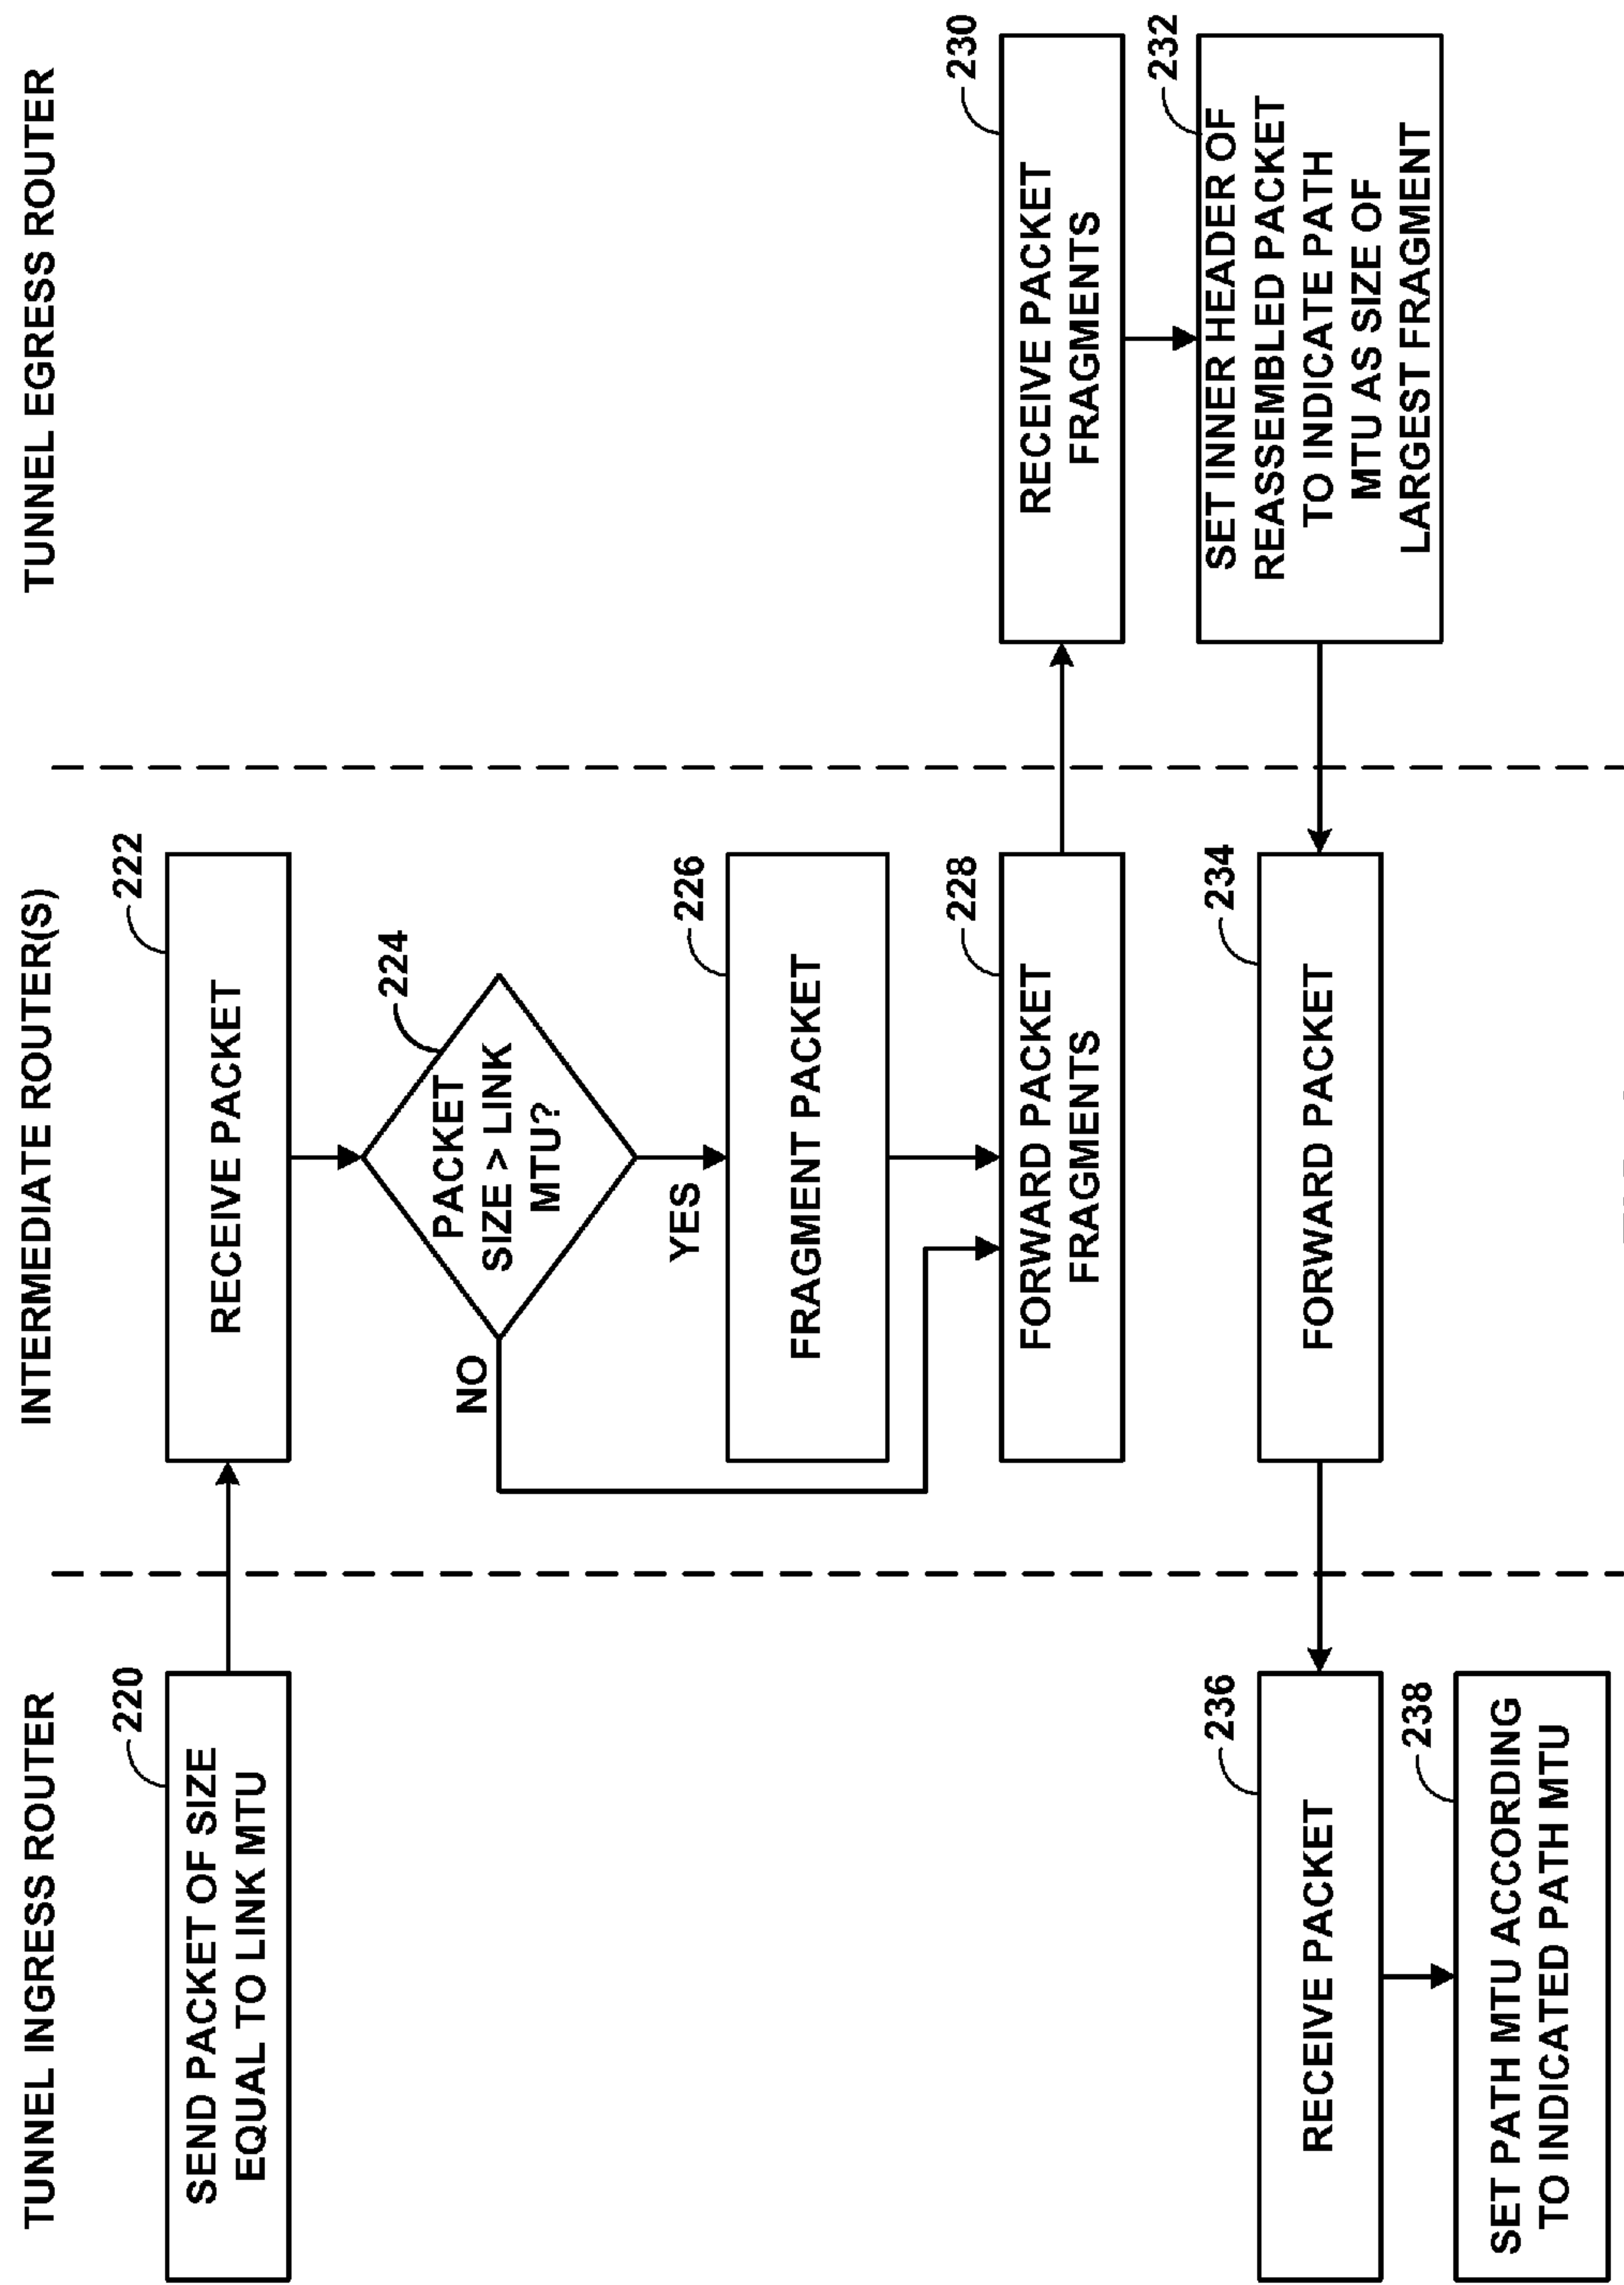 TUNNEL INGRESS ROUTER
INTERMEDIATE ROUTER(S)
TUNNEL EGRESS ROUTER
220
SEND PACKET OF SIZE
EQUAL TO LINK MTU
222
RECEIVE PACKET
224
PACKET
SIZE > LINK
MTU?
NO
YES
226
FRAGMENT PACKET
228
FORWARD PACKET
FRAGMENTS
230
RECEIVE PACKET
FRAGMENTS
232
SET INNER HEADER OF
REASSEMBLED PACKET
TO INDICATE PATH
MTU AS SIZE OF
LARGEST FRAGMENT
234
FORWARD PACKET
236
RECEIVE PACKET
238
SET PATH MTU ACCORDING
TO INDICATED PATH MTU